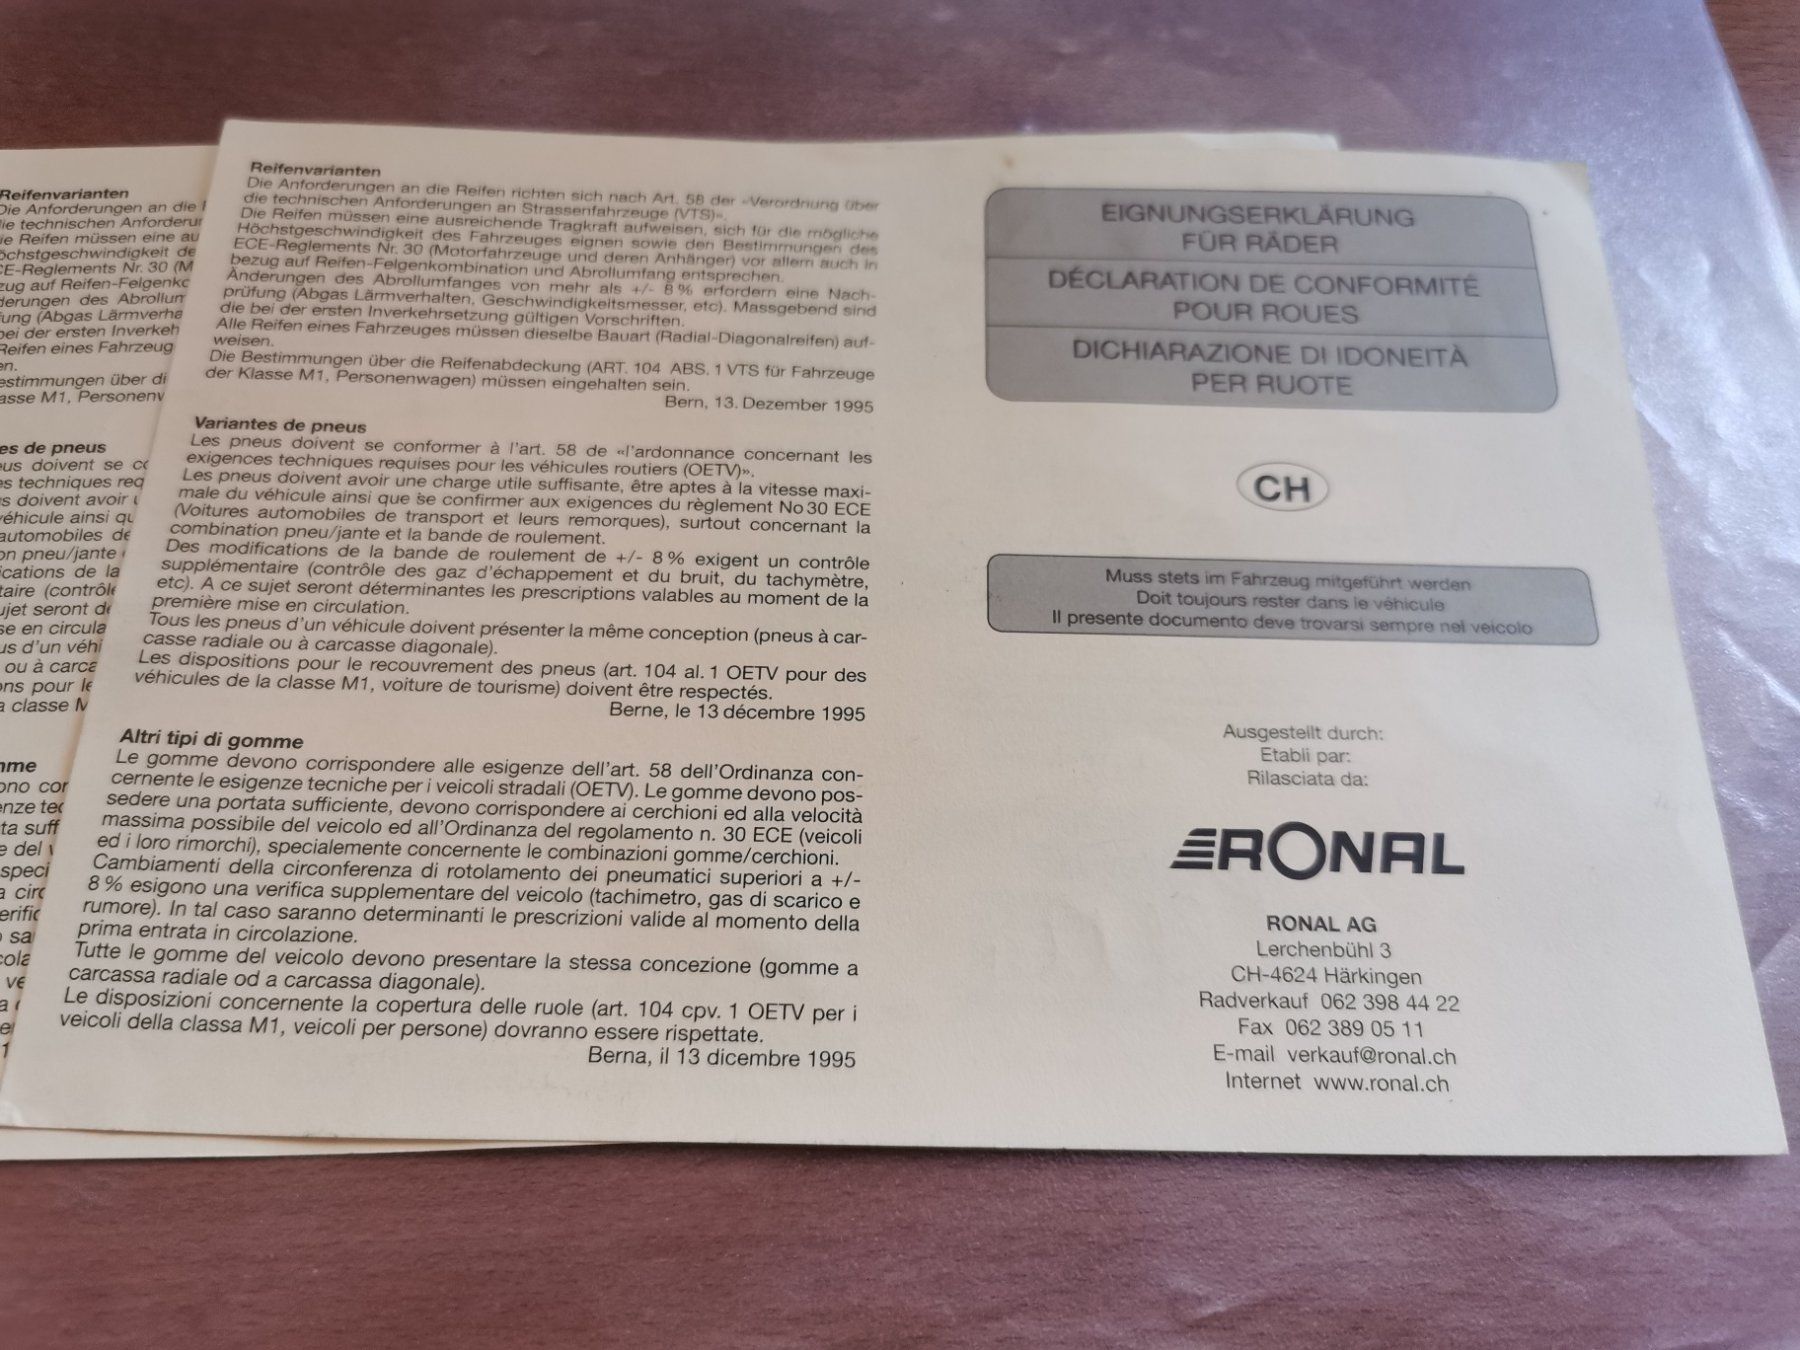 Reifenvarianten
Die Anforderungen an die Reifen richten sich nach Art. 58 der «Verordnung über
die technischen Anforderungen an Strassenfahrzeuge (VTS)».
Die Reifen müssen eine ausreichende Tragkraft aufweisen, sich für die mögliche
Höchstgeschwindigkeit des Fahrzeuges eignen sowie den Bestimmungen des
ECE-Reglements Nr. 30 (Motorfahrzeuge und deren Anhänger) vor allem auch in
bezug auf Reifen-Felgenkombination und Abrollumfang entsprechen.
Änderungen des Abrollumfanges von mehr als +/- 8 % erfordern eine Nach-
prüfung (Abgas Lärmverhalten, Geschwindigkeitsmesser, etc). Massgebend sind
die bei der ersten Inverkehrsetzung gültigen Vorschriften.
Alle Reifen eines Fahrzeuges müssen dieselbe Bauart (Radial-Diagonalreifen) auf-
weisen.
Die Bestimmungen über die Reifenabdeckung (ART. 104 ABS. 1 VTS für Fahrzeuge
der Klasse M1, Personenwagen) müssen eingehalten sein.
Bern, 13. Dezember 1995
Variantes de pneus
Les pneus doivent se conformer à l'art. 58 de «l'ardonnance concernant les
exigences techniques requises pour les véhicules routiers (OETV)».
Les pneus doivent avoir une charge utile suffisante, être aptes à la vitesse maxi-
male du véhicule ainsi que se confirmer aux exigences du règlement No 30 ECE
(Voitures automobiles de transport et leurs remorques), surtout concernant la
combination pneu/jante et la bande de roulement.
Des modifications de la bande de roulement de +/- 8 % exigent un contrôle
supplémentaire (contrôle des gaz d'échappement et du bruit, du tachymètre,
etc). A ce sujet seront déterminantes les prescriptions valables au moment de la
première mise en circulation.
Tous les pneus d'un véhicule doivent présenter la même conception (pneus à car-
casse radiale ou à carcasse diagonale).
Les dispositions pour le recouvrement des pneus (art. 104 al. 1 OETV pour des
véhicules de la classe M1, voiture de tourisme) doivent être respectés.
Berne, le 13 décembre 1995
Altri tipi di gomme
Le gomme devono corrispondere alle esigenze dell'art. 58 dell'Ordinanza con-
cernente le esigenze tecniche per i veicoli stradali (OETV). Le gomme devono pos-
sedere una portata sufficiente, devono corrispondere ai cerchioni ed alla velocità
massima possibile del veicolo ed all'Ordinanza del regolamento n. 30 ECE (veicoli
ed i loro rimorchi), specialemente concernente le combinazioni gomme/cerchioni.
Cambiamenti della circonferenza di rotolamento dei pneumatici superiori a +/-
8 % esigono una verifica supplementare del veicolo (tachimetro, gas di scarico e
rumore). In tal caso saranno determinanti le prescrizioni valide al momento della
prima entrata in circolazione.
Tutte le gomme del veicolo devono presentare la stessa concezione (gomme a
carcassa radiale od a carcassa diagonale).
Le disposizioni concernente la copertura delle ruole (art. 104 cpv. 1 OETV per i
veicoli della classa M1, veicoli per persone) dovranno essere rispettate.
Berna, il 13 dicembre 1995
EIGNUNGSERKLÄRUNG
FÜR RÄDER
DÉCLARATION DE CONFORMITÉ
POUR ROUES
DICHIARAZIONE DI IDONEITÀ
PER RUOTE
CH
Muss stets im Fahrzeug mitgeführt werden
Doit toujours rester dans le véhicule
Il presente documento deve trovarsi sempre nel veicolo
Ausgestellt durch:
Etabli par:
Rilasciata da:
RONAL
RONAL AG
Lerchenbühl 3
CH-4624 Härkingen
Radverkauf 062 398 44 22
Fax 062 389 05 11
E-mail verkauf@ronal.ch
Internet www.ronal.ch